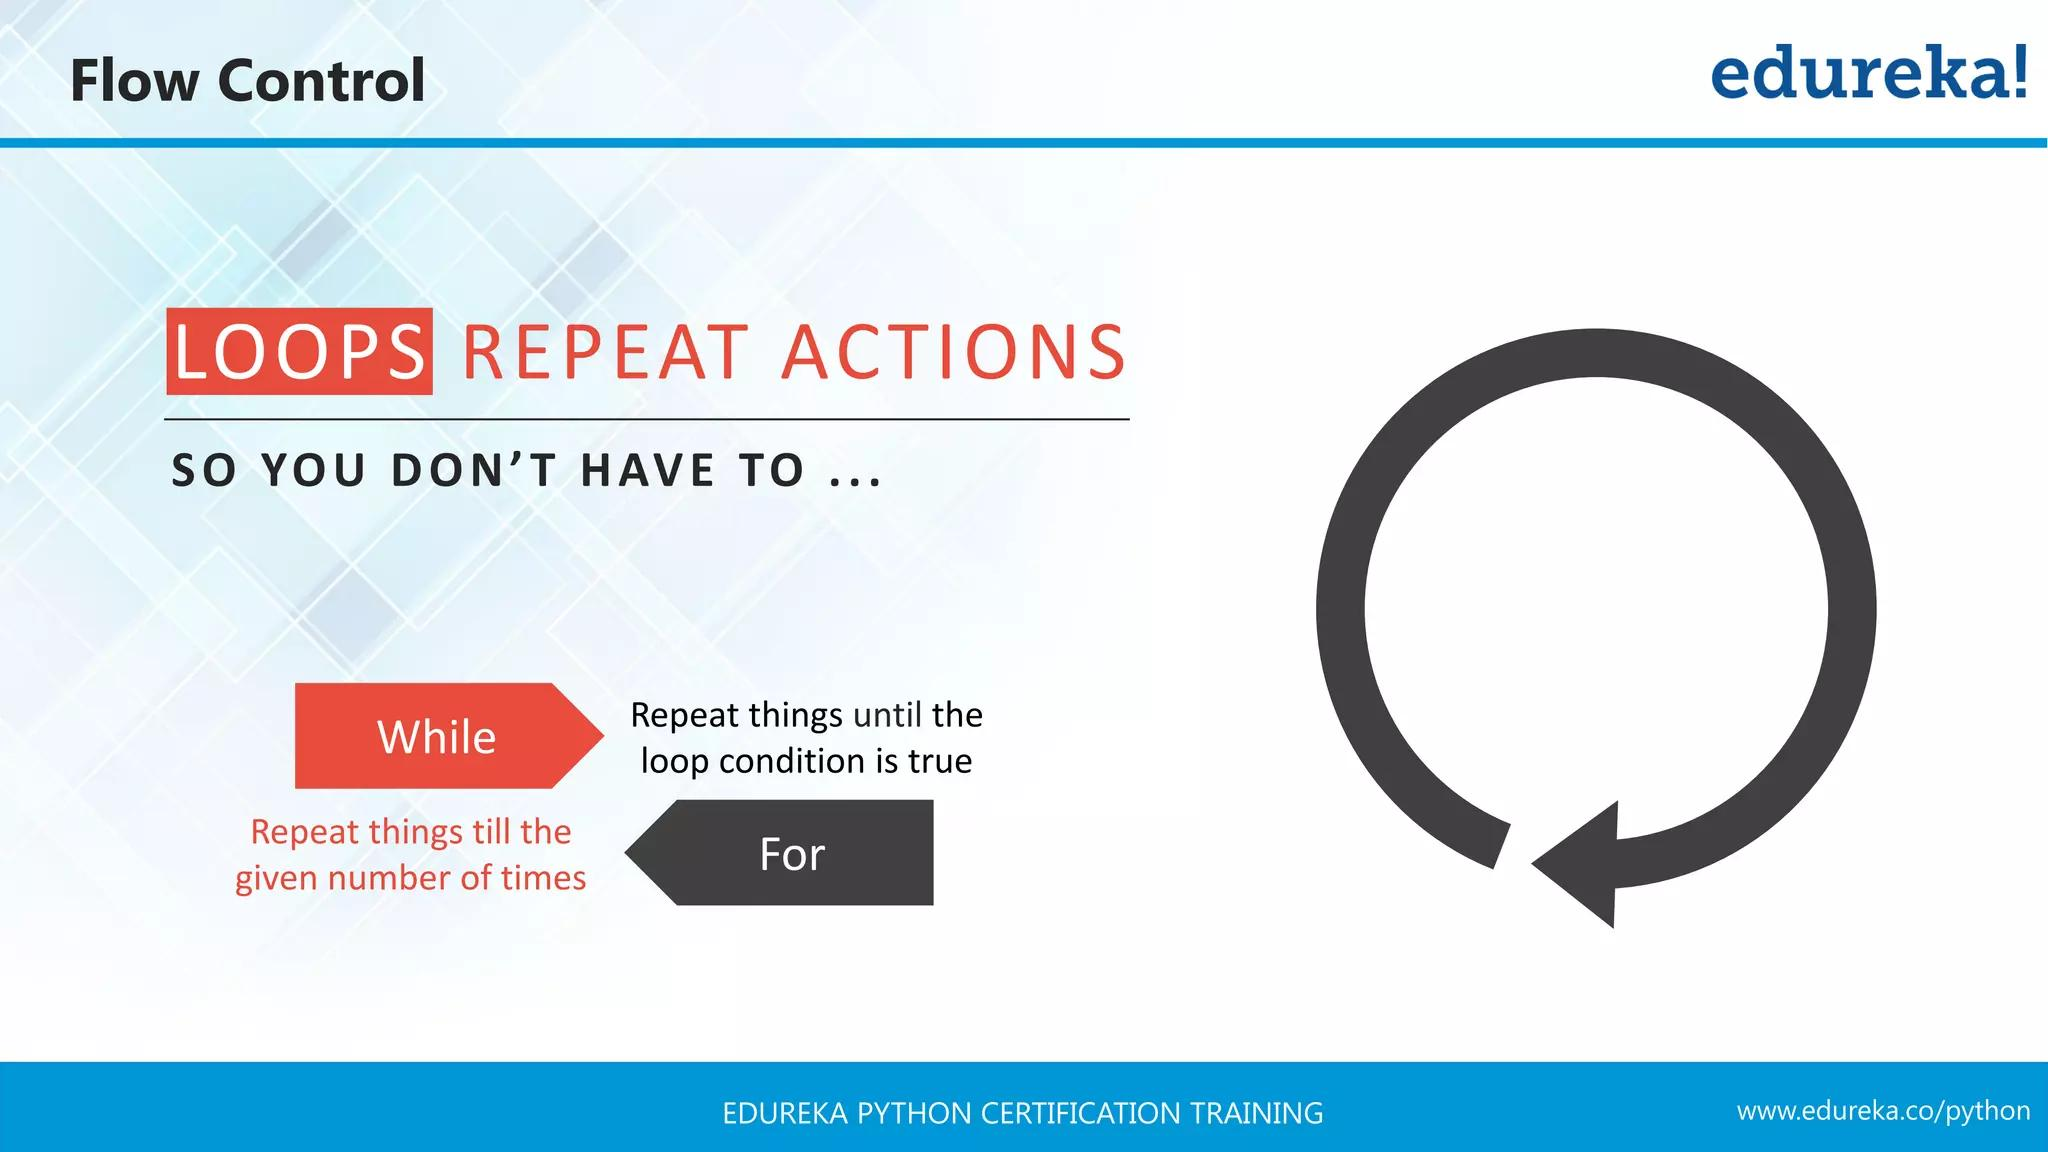 Flow Control
edureka!
LOOPS REPEAT ACTIONS
SO YOU DON’T HAVE TO ...
While
Repeat things until the
loop condition is true
Repeat things till the
given number of times
For
EDUREKA PYTHON CERTIFICATION TRAINING
www.edureka.co/python